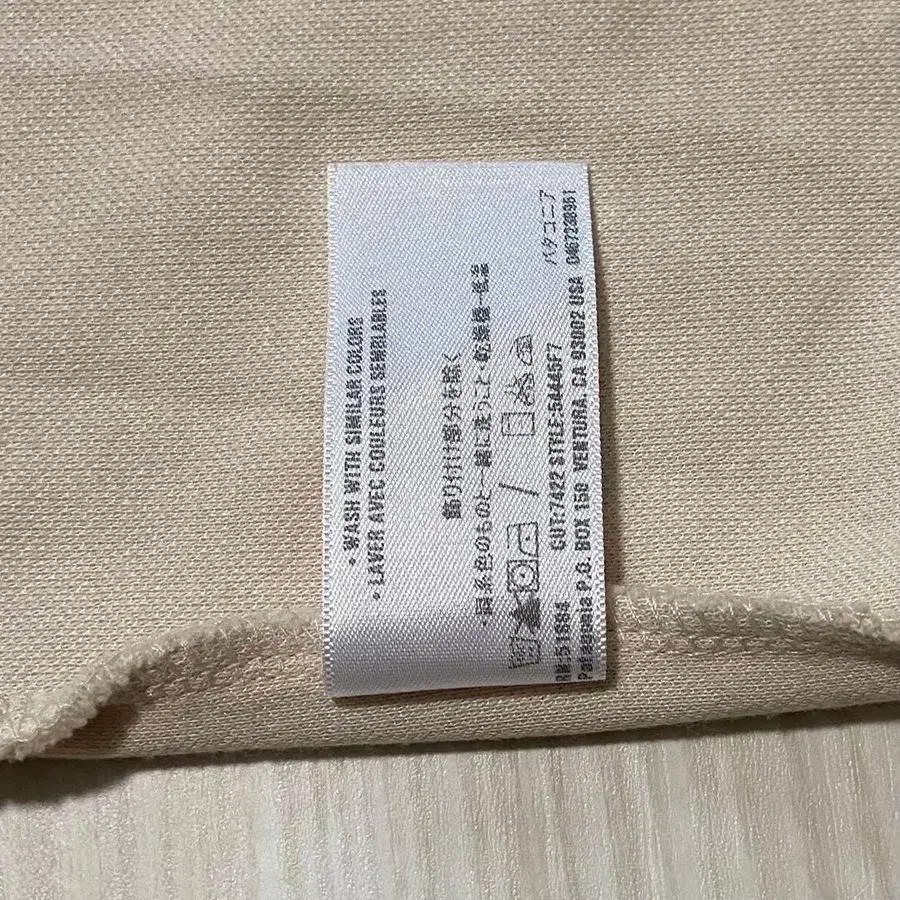 • WASH WITH SIMILAR COLORS
• LAVER AVEC COULEURS SEMBLABLES
飾り付け部分を除く
・同系色のものと一緒に洗うこと・乾燥機-低温
/
RN:51884 CUT:7422 STYLE:54445F7 パタゴニア
Patagonia P.O. BOX 150 VENTURA, CA 93002 USA